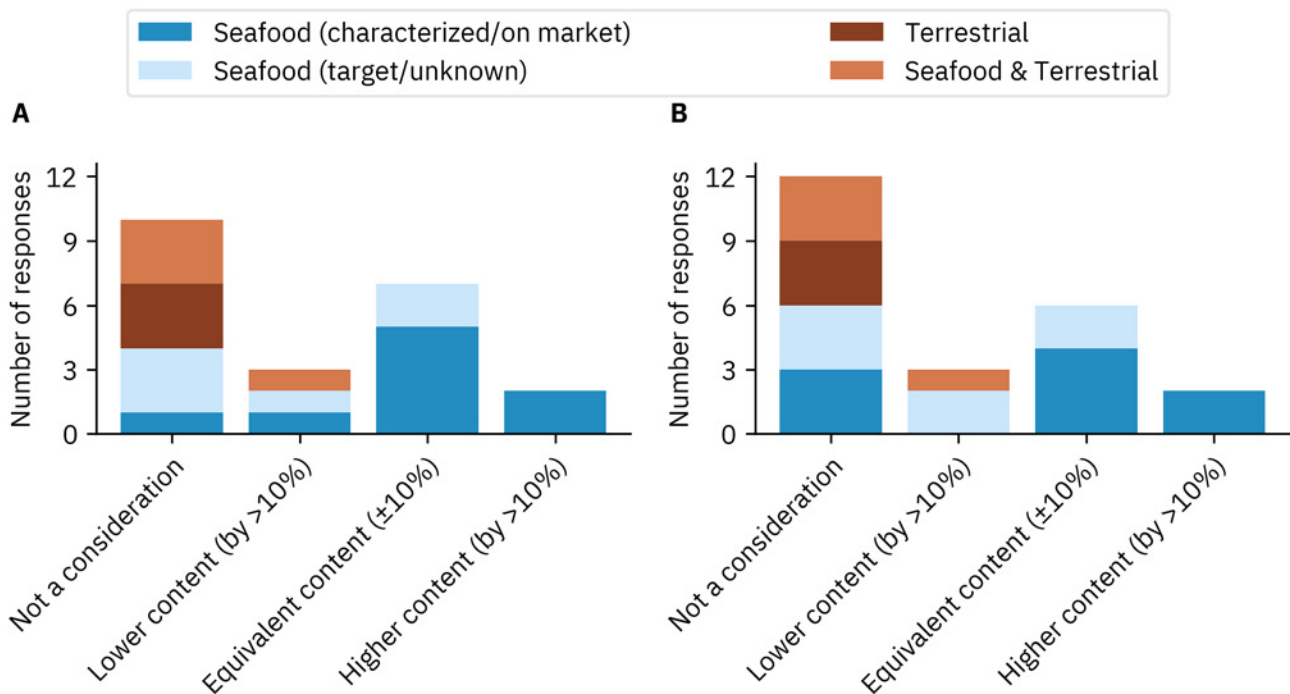 Seafood (characterized/on market)
Terrestrial
Seafood (target/unknown)
Seafood & Terrestrial
A
Number of responses
12
9
6
3
0
Not a consideration
Lower content (by >10%)
Equivalent content (±10%)
Higher content (by >10%)
B
Number of responses
12
9
6
3
0
Not a consideration
Lower content (by >10%)
Equivalent content (±10%)
Higher content (by >10%)